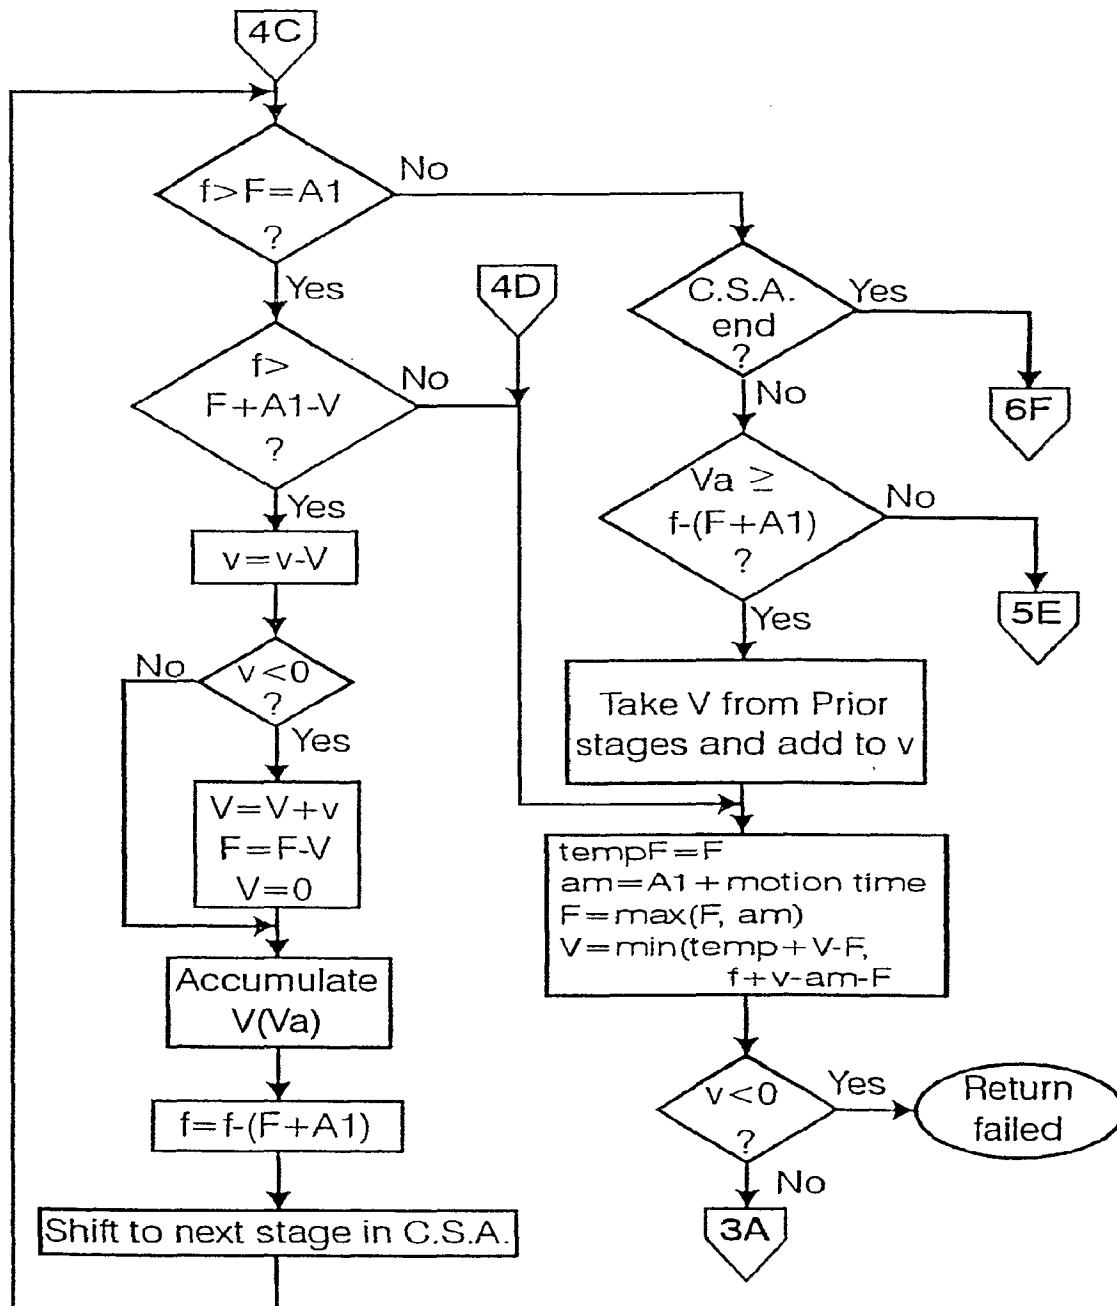 4C
f>F=A1
?
No
Yes
4D
C.S.A.
end
?
Yes
No
6F
f>
F+A1-V
?
No
Yes
Va ≥
f-(F+A1)
?
No
Yes
5E
v=v-V
v<0
?
No
Yes
Take V from Prior
stages and add to v
V=V+v
F=F-V
V=0
tempF=F
am=A1+motion time
F=max(F, am)
V=min(temp+V-F,
f+v-am-F
Accumulate
V(Va)
v<0
?
Yes
No
Return
failed
f=f-(F+A1)
Shift to next stage in C.S.A.
3A